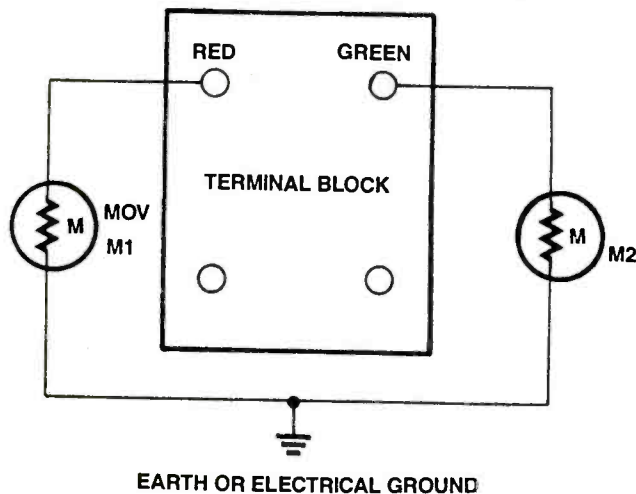 RED
GREEN
TERMINAL BLOCK
M
MOV
M1
M
M2
EARTH OR ELECTRICAL GROUND